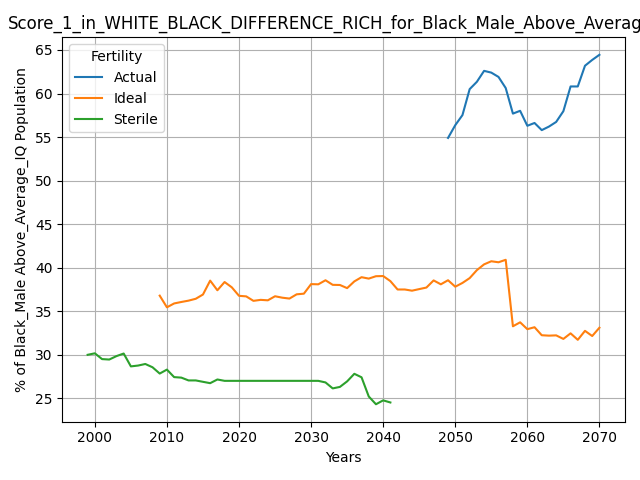 Score_1_in_WHITE_BLACK_DIFFERENCE_RICH_for_Black_Male_Above_Averag
% of Black_Male Above_Average_IQ Population
65
60
55
50
45
40
35
30
25
Fertility
Actual
Ideal
Sterile
2000 2010 2020 2030 2040 2050 2060 2070
Years